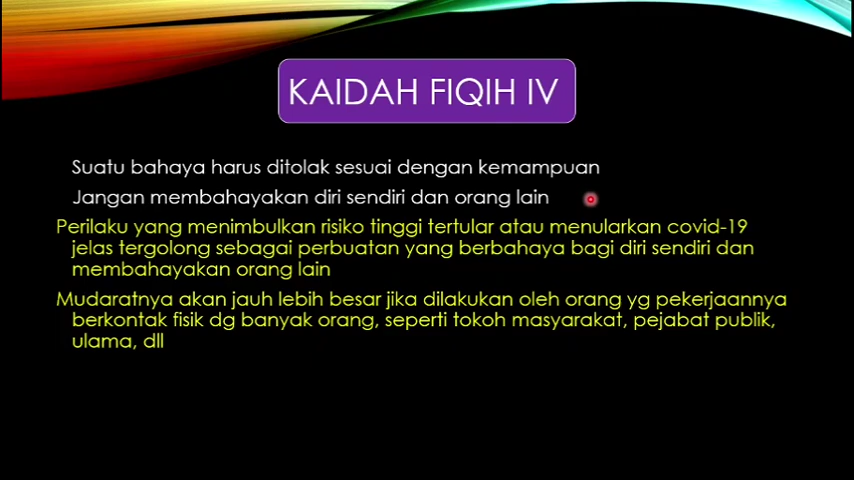 KAIDAH FIQIH IV
Suatu bahaya harus ditolak sesuai dengan kemampuan
Jangan membahayakan diri sendiri dan orang lain
Perilaku yang menimbulkan risiko tinggi tertular atau menularkan covid-19
jelas tergolong sebagai perbuatan yang berbahaya bagi diri sendiri dan
membahayakan orang lain
Mudaratnya akan jauh lebih besar jika dilakukan oleh orang yg pekerjaannya
berkontak fisik dg banyak orang, seperti tokoh masyarakat, pejabat publik,
ulama, dll